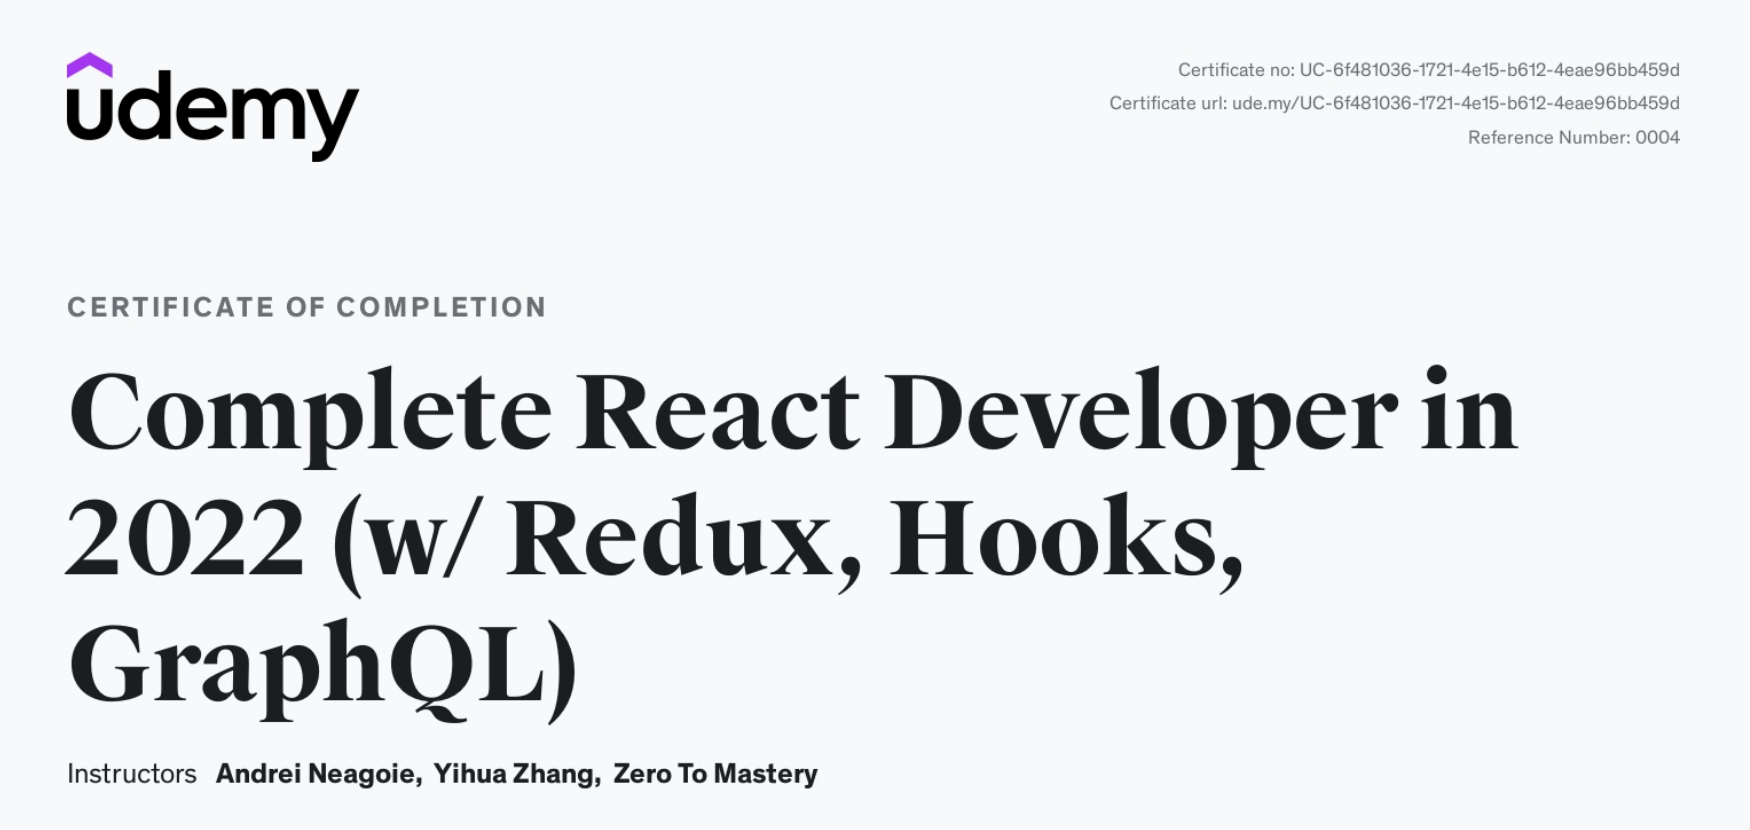 udemy
Certificate no: UC-6f481036-1721-4e15-b612-4eae96bb459d
Certificate url: ude.my/UC-6f481036-1721-4e15-b612-4eae96bb459d
Reference Number: 0004
CERTIFICATE OF COMPLETION
Complete React Developer in
2022 (w/ Redux, Hooks,
GraphQL)
Instructors Andrei Neagoie, Yihua Zhang, Zero To Mastery